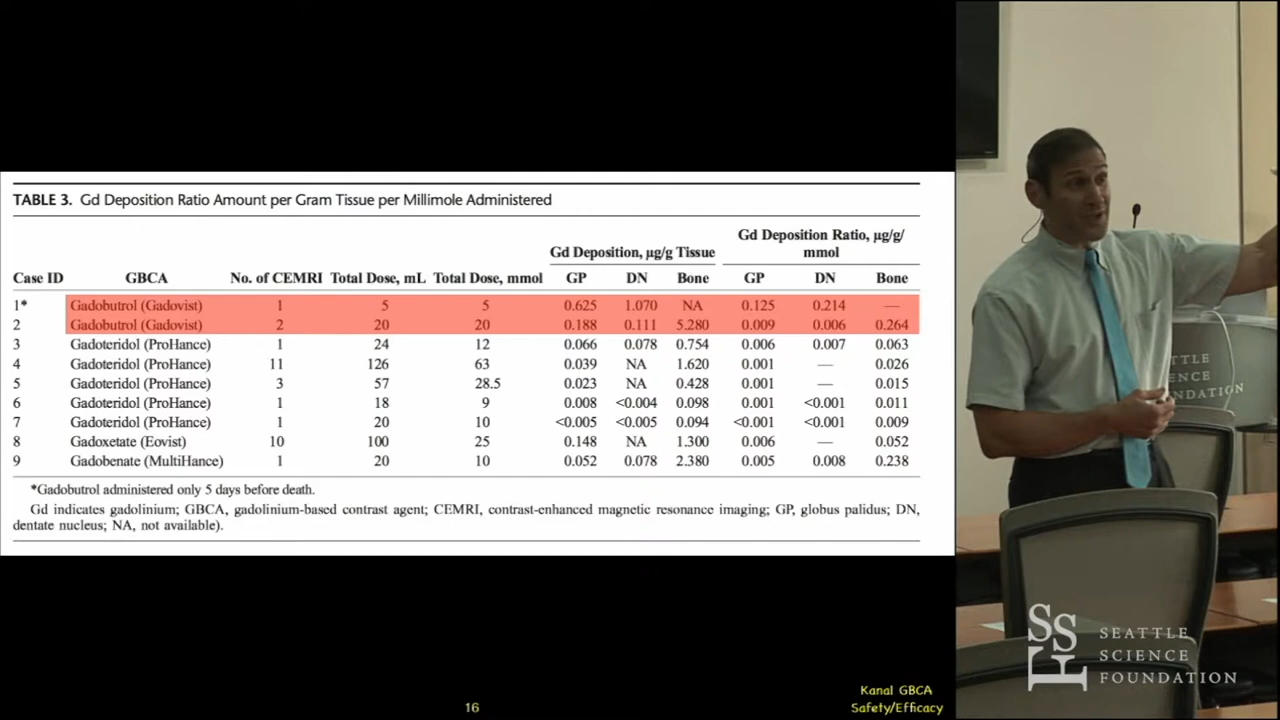 TABLE 3. Gd Deposition Ratio Amount per Gram Tissue per Millimole Administered
Gd Deposition, µg/g Tissue Gd Deposition Ratio, µg/g/mmol
Case ID GBCA No. of CEMRI Total Dose, mL Total Dose, mmol GP DN Bone GP DN Bone
1* Gadobutrol (Gadovist) 1 5 5 0.625 1.070 NA 0.125 0.214 —
2 Gadobutrol (Gadovist) 2 20 20 0.188 0.111 5.280 0.009 0.006 0.264
3 Gadoteridol (ProHance) 1 24 12 0.066 0.078 0.754 0.006 0.007 0.063
4 Gadoteridol (ProHance) 11 126 63 0.039 NA 1.620 0.001 — 0.026
5 Gadoteridol (ProHance) 3 57 28.5 0.023 NA 0.428 0.001 — 0.015
6 Gadoteridol (ProHance) 1 18 9 0.008 <0.004 0.098 0.001 <0.001 0.011
7 Gadoteridol (ProHance) 1 20 10 <0.005 <0.005 0.094 <0.001 <0.001 0.009
8 Gadoxetate (Eovist) 10 100 25 0.148 NA 1.300 0.006 — 0.052
9 Gadobenate (MultiHance) 1 20 10 0.052 0.078 2.380 0.005 0.008 0.238
*Gadobutrol administered only 5 days before death.
Gd indicates gadolinium; GBCA, gadolinium-based contrast agent; CEMRI, contrast-enhanced magnetic resonance imaging; GP, globus palidus; DN,
dentate nucleus; NA, not available).
16
Kanal GBCA
Safety/Efficacy
TTLE
IENCE
NDATION
SSF
SEATTLE
SCIENCE
FOUNDATION